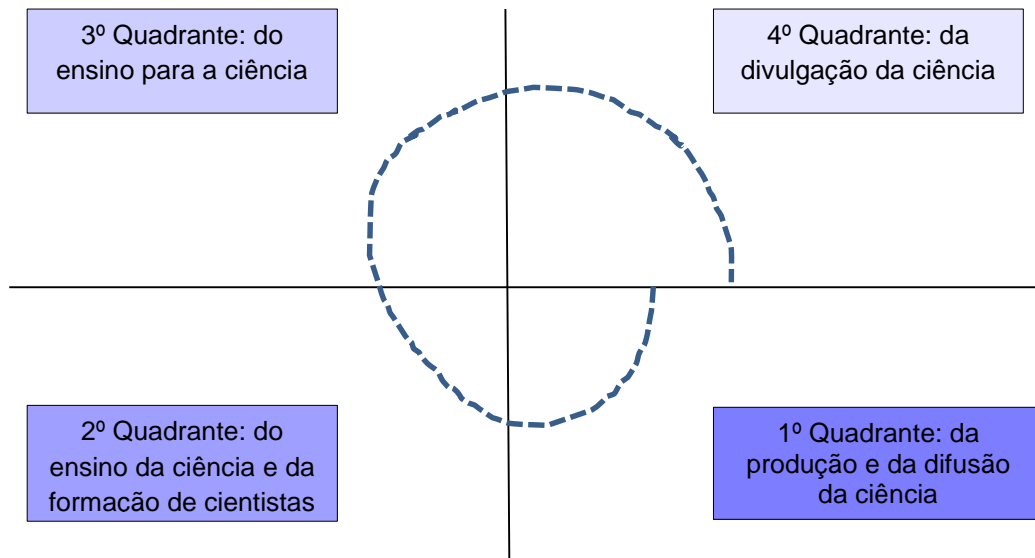 3º Quadrante: do
ensino para a ciência
4º Quadrante: da
divulgação da ciência
2º Quadrante: do
ensino da ciência e da
formação de cientistas
1º Quadrante: da
produção e da difusão
da ciência